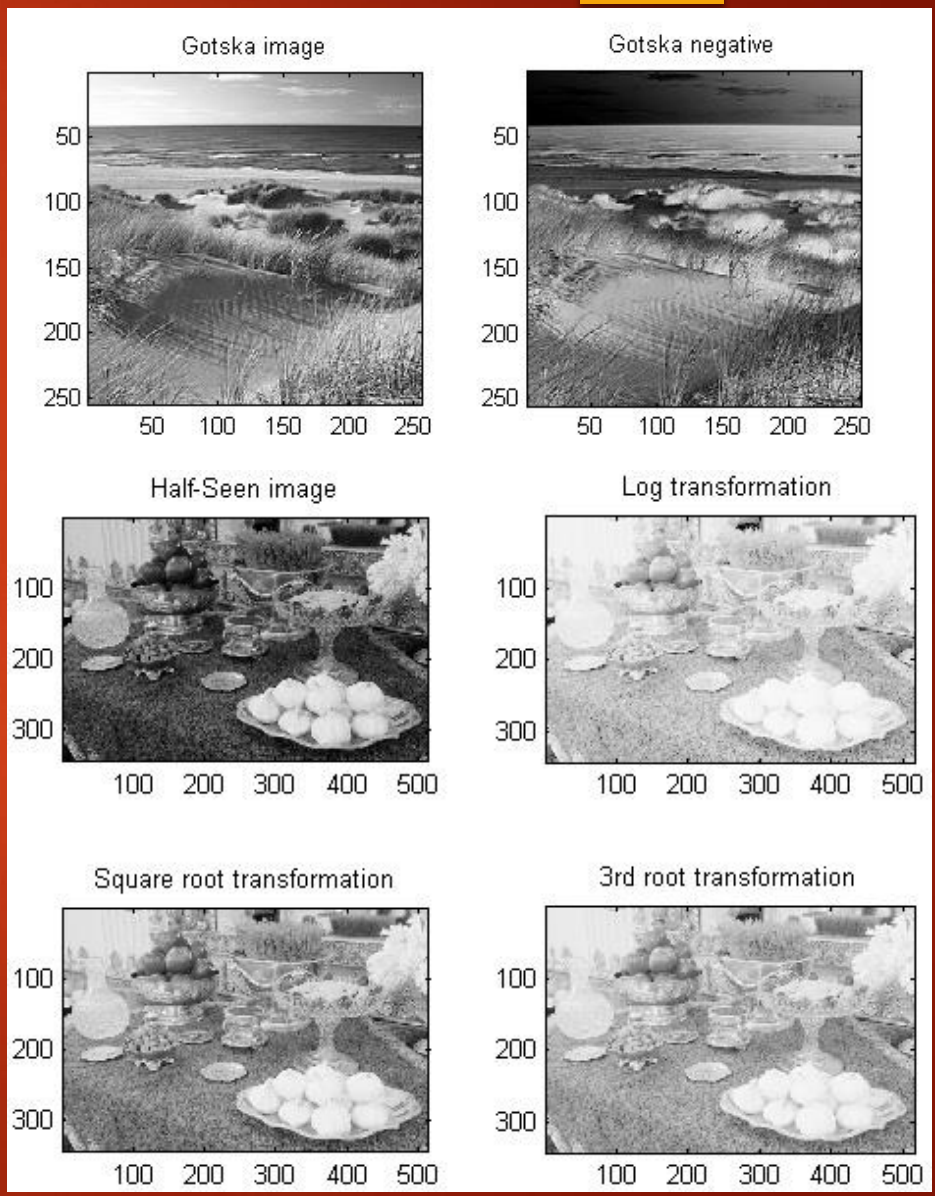 Gotska image
50
100
150
200
250
50 100 150 200 250
Gotska negative
50
100
150
200
250
50 100 150 200 250
Half-Seen image
100
200
300
100 200 300 400 500
Log transformation
100
200
300
100 200 300 400 500
Square root transformation
100
200
300
100 200 300 400 500
3rd root transformation
100
200
300
100 200 300 400 500